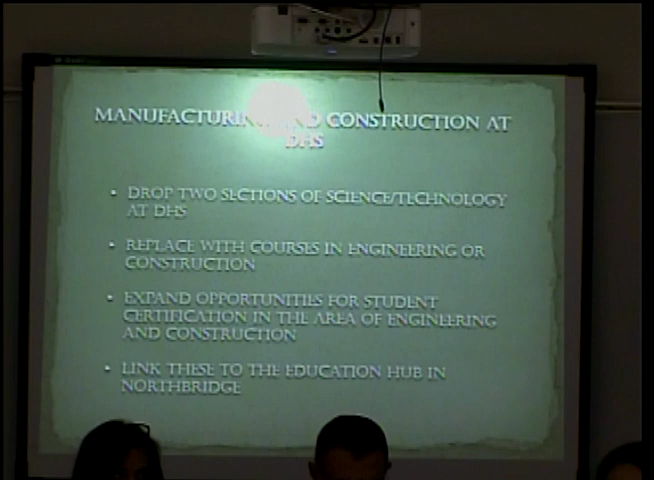 MANUFACTURING AND CONSTRUCTION AT
DHS
• DROP TWO SECTIONS OF SCIENCE/TECHNOLOGY
AT DHS
• REPLACE WITH COURSES IN ENGINEERING OR
CONSTRUCTION
• EXPAND OPPORTUNITIES FOR STUDENT
CERTIFICATION IN THE AREA OF ENGINEERING
AND CONSTRUCTION
• LINK THESE TO THE EDUCATION HUB IN
NORTHBRIDGE